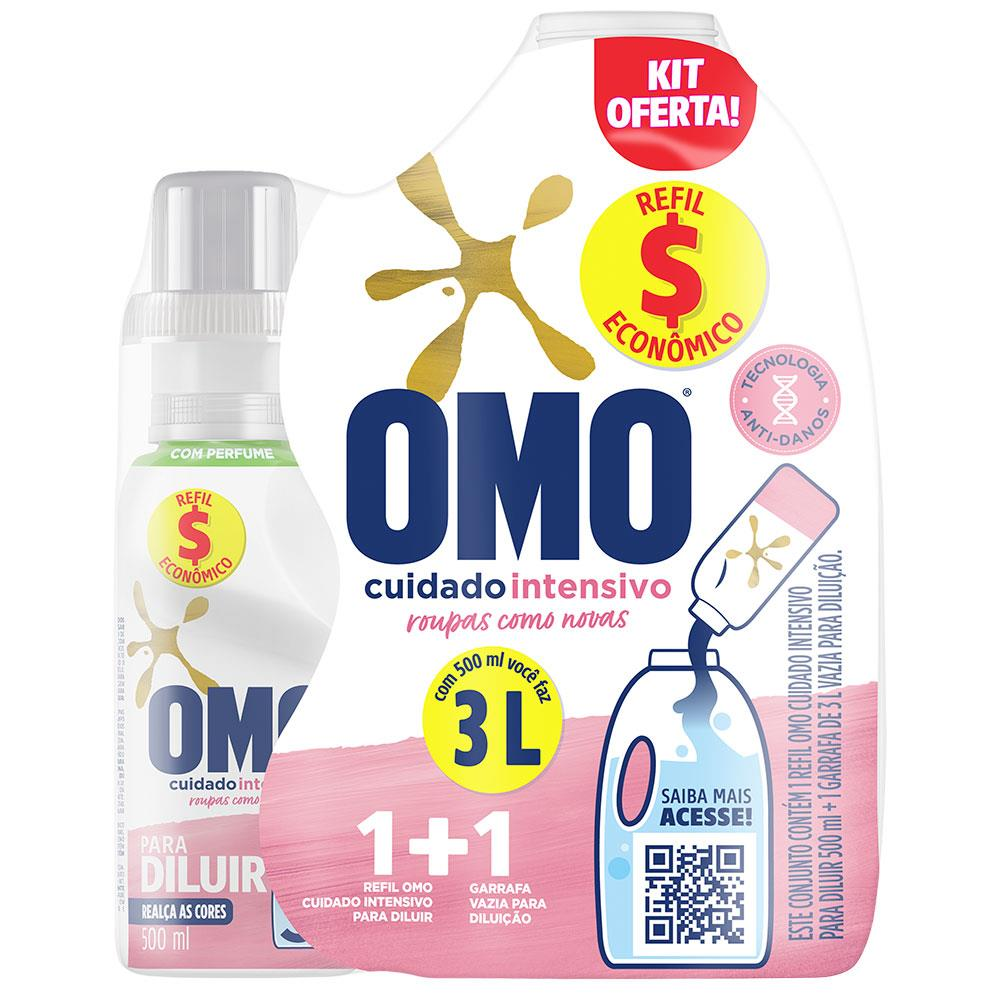 KIT
OFERTA!
REFIL
$
ECONÔMICO
TECNOLOGIA
ANTI-DANOS
OMO®
cuidado intensivo
roupas como novas
com 500 ml você faz
3 L
1+1
REFIL OMO
CUIDADO INTENSIVO
PARA DILUIR
GARRAFA
VAZIA PARA
DILUIÇÃO
SAIBA MAIS
ACESSE!
ESTE CONJUNTO CONTÉM 1 REFIL OMO CUIDADO INTENSIVO
PARA DILUIR 500 ml + 1 GARRAFA DE 3 L VAZIA PARA DILUIÇÃO.
COM PERFUME
REFIL
$
ECONÔMICO
OM
cuidado inte
roupas como
PARA
DILUIR
REALÇA AS CORES
500 ml